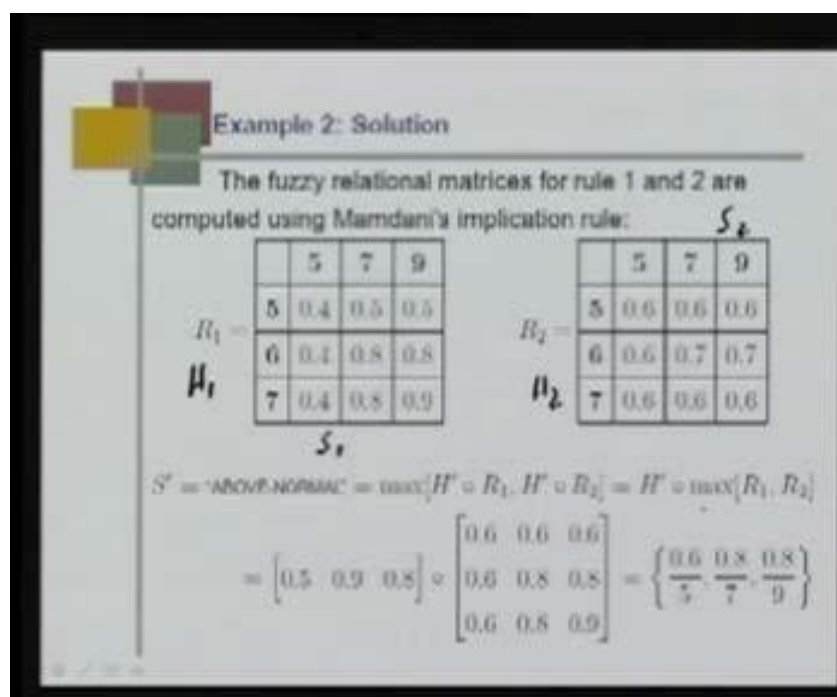 Example 2: Solution
The fuzzy relational matrices for rule 1 and 2 are
computed using Mamdani's implication rule:
S₂
5 7 9
5 0.4 0.5 0.5
R₁ =
6 0.4 0.8 0.8
μ₁
7 0.4 0.8 0.9
S₁
5 7 9
5 0.6 0.6 0.6
R₂ =
6 0.6 0.7 0.7
μ₂
7 0.6 0.6 0.6
S' = "ABOVE-NORMAL" = max[H' ∘ R₁, H' ∘ R₂] = H' ∘ max[R₁, R₂]
= [0.5 0.9 0.8] ∘ [0.6 0.6 0.6
0.6 0.8 0.8
0.6 0.8 0.9] = {0.6/5, 0.8/7, 0.8/9}